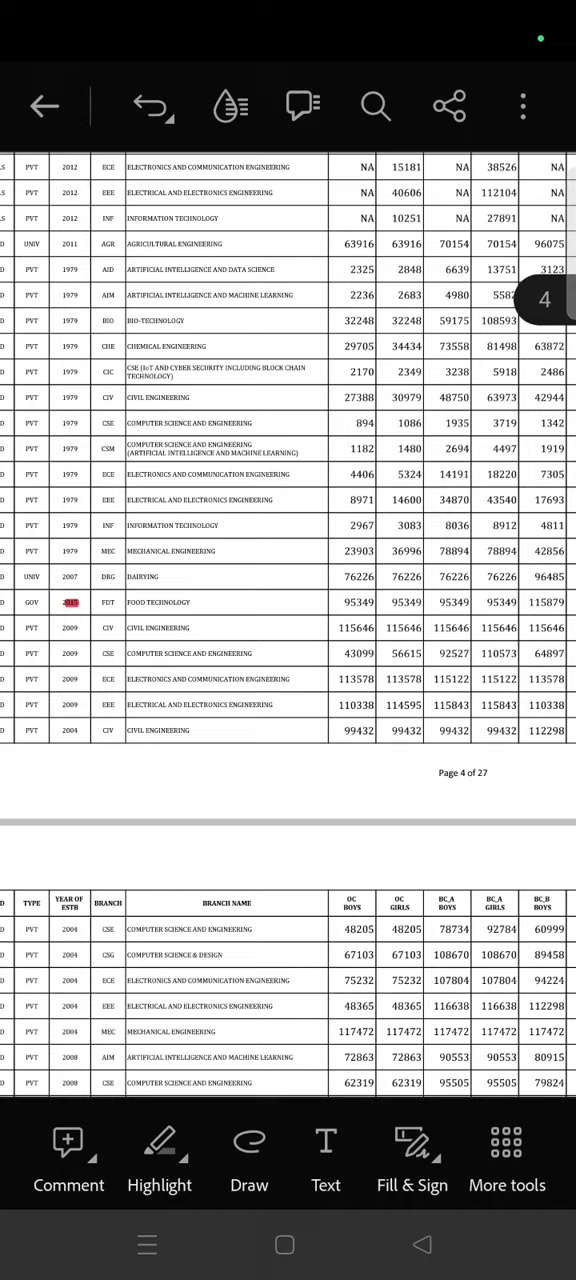 LS PVT 2012 ECE ELECTRONICS AND COMMUNICATION ENGINEERING NA 15181 NA 38526 NA
LS PVT 2012 EEE ELECTRICAL AND ELECTRONICS ENGINEERING NA 40606 NA 112104 NA
LS PVT 2012 INF INFORMATION TECHNOLOGY NA 10251 NA 27891 NA
D UNIV 2011 AGR AGRICULTURAL ENGINEERING 63916 63916 70154 70154 96075
D PVT 1979 AID ARTIFICIAL INTELLIGENCE AND DATA SCIENCE 2325 2848 6639 13751 3123
D PVT 1979 AIM ARTIFICIAL INTELLIGENCE AND MACHINE LEARNING 2236 2683 4980 5582
4
D PVT 1979 BIO BIO-TECHNOLOGY 32248 32248 59175 108593
D PVT 1979 CHE CHEMICAL ENGINEERING 29705 34434 73558 81498 63872
D PVT 1979 CIC CSE (IoT AND CYBER SECURITY INCLUDING BLOCK CHAIN
TECHNOLOGY) 2170 2349 3238 5918 2486
D PVT 1979 CIV CIVIL ENGINEERING 27388 30979 48750 63973 42944
D PVT 1979 CSE COMPUTER SCIENCE AND ENGINEERING 894 1086 1935 3719 1342
D PVT 1979 CSM COMPUTER SCIENCE AND ENGINEERING
(ARTIFICIAL INTELLIGENCE AND MACHINE LEARNING) 1182 1480 2694 4497 1919
D PVT 1979 ECE ELECTRONICS AND COMMUNICATION ENGINEERING 4406 5324 14191 18220 7305
D PVT 1979 EEE ELECTRICAL AND ELECTRONICS ENGINEERING 8971 14600 34870 43540 17693
D PVT 1979 INF INFORMATION TECHNOLOGY 2967 3083 8036 8912 4811
D PVT 1979 MEC MECHANICAL ENGINEERING 23903 36996 78894 78894 42856
D UNIV 2007 DRG DAIRYING 76226 76226 76226 76226 96485
D GOV 2015 FDT FOOD TECHNOLOGY 95349 95349 95349 95349 115879
D PVT 2009 CIV CIVIL ENGINEERING 115646 115646 115646 115646 115646
D PVT 2009 CSE COMPUTER SCIENCE AND ENGINEERING 43099 56615 92527 110573 64897
D PVT 2009 ECE ELECTRONICS AND COMMUNICATION ENGINEERING 113578 113578 115122 115122 113578
D PVT 2009 EEE ELECTRICAL AND ELECTRONICS ENGINEERING 110338 114595 115843 115843 110338
D PVT 2004 CIV CIVIL ENGINEERING 99432 99432 99432 99432 112298
Page 4 of 27
D TYPE YEAR OF ESTB BRANCH BRANCH NAME OC BOYS OC GIRLS BC_A BOYS BC_A GIRLS BC_B BOYS
D PVT 2004 CSE COMPUTER SCIENCE AND ENGINEERING 48205 48205 78734 92784 60999
D PVT 2004 CSG COMPUTER SCIENCE & DESIGN 67103 67103 108670 108670 89458
D PVT 2004 ECE ELECTRONICS AND COMMUNICATION ENGINEERING 75232 75232 107804 107804 94224
D PVT 2004 EEE ELECTRICAL AND ELECTRONICS ENGINEERING 48365 48365 116638 116638 112298
D PVT 2004 MEC MECHANICAL ENGINEERING 117472 117472 117472 117472 117472
D PVT 2008 AIM ARTIFICIAL INTELLIGENCE AND MACHINE LEARNING 72863 72863 90553 90553 80915
D PVT 2008 CSE COMPUTER SCIENCE AND ENGINEERING 62319 62319 95505 95505 79824
Comment Highlight Draw Text Fill & Sign More tools